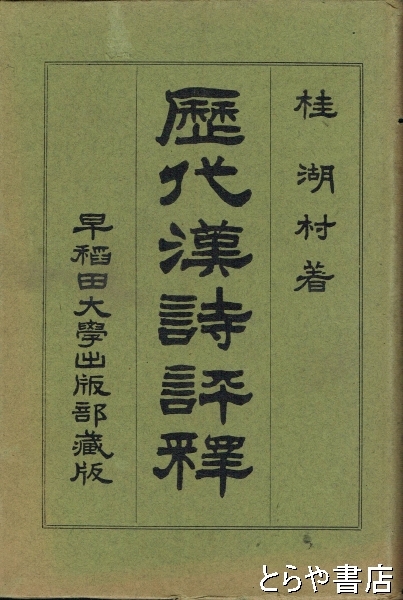 桂湖村著
歷代漢詩評釋
早稻田大學出版部藏版
とらや書店